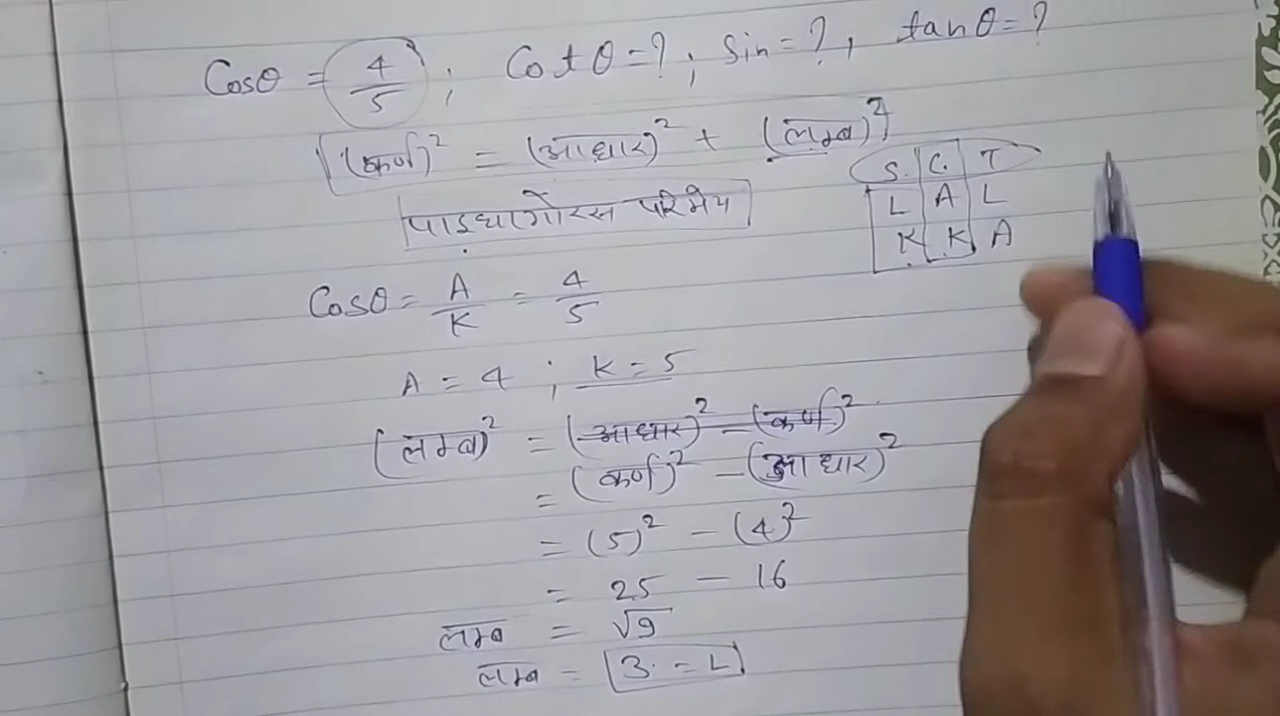 Cosθ = 4/5 ; Cotθ = ? ; Sin = ? , tanθ = ?
(कर्ण)² = (आधार)² + (लम्ब)²
पाइथागोरस परिमेय
S. C. T
L A L
K K A
Cosθ = A/K = 4/5
A = 4 ; K = 5
(लम्ब)² = (आधार)² - (कर्ण)²
= (कर्ण)² - (आधार)²
= (5)² - (4)²
= 25 - 16
लम्ब = √9
लम्ब = 3. = L